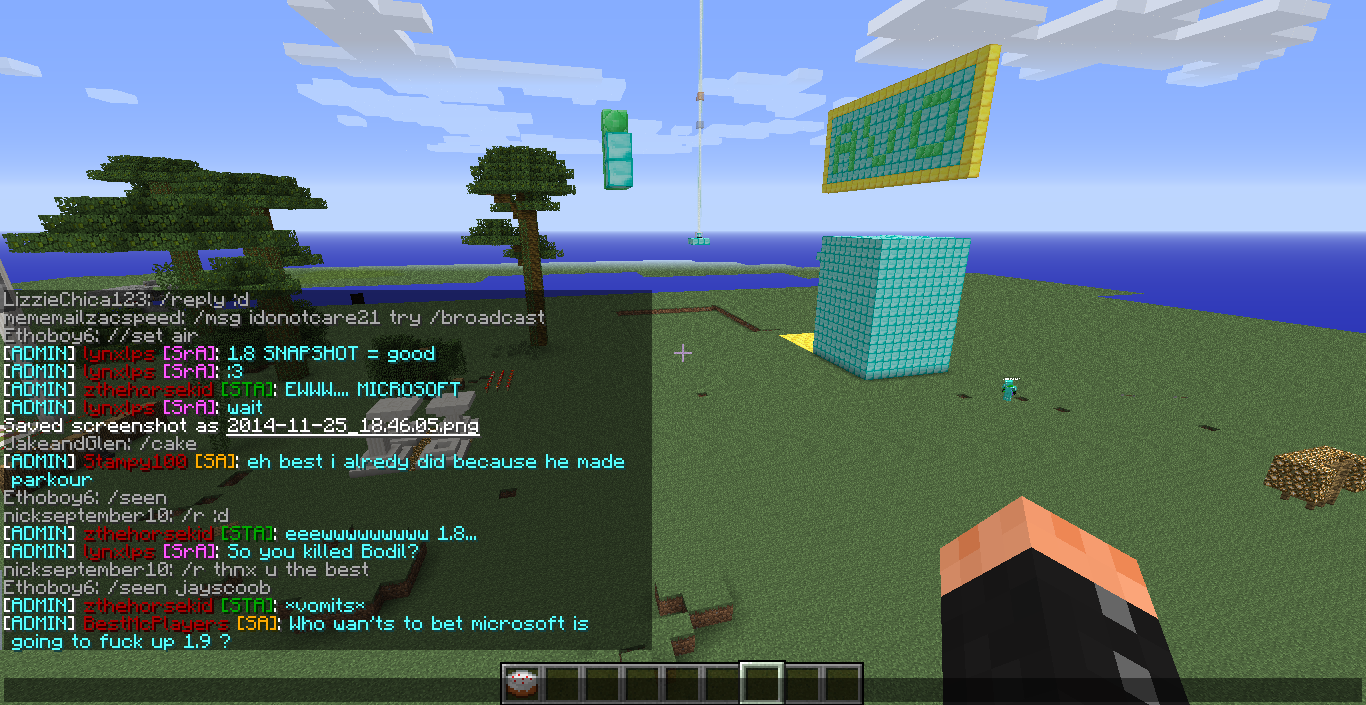 AVO
LizzieChica123: /reply :d
mememailzacspeed: /msg idonotcare21 try /broadcast
Ethoboy6: //set air
[ADMIN] lynxlps [SrA]: 1.8 SNAPSHOT = good
[ADMIN] lynxlps [SrA]: :3
[ADMIN] zthehorsekid [STA]: EWWW.... MICROSOFT
[ADMIN] lynxlps [SrA]: wait
Saved screenshot as 2014-11-25_18.46.05.png
JakeandGlen: /cake
[ADMIN] Stampy100 [SA]: eh best i alredy did because he made
parkour
Ethoboy6: /seen
nickseptember10: /r :d
[ADMIN] zthehorsekid [STA]: eeewwwwwwwww 1.8...
[ADMIN] lynxlps [SrA]: So you killed Bodil?
nickseptember10: /r thnx u the best
Ethoboy6: /seen jayscoob
[ADMIN] zthehorsekid [STA]: *vomits*
[ADMIN] BestMcPlayers [SA]: Who wan'ts to bet microsoft is
going to fuck up 1.9 ?